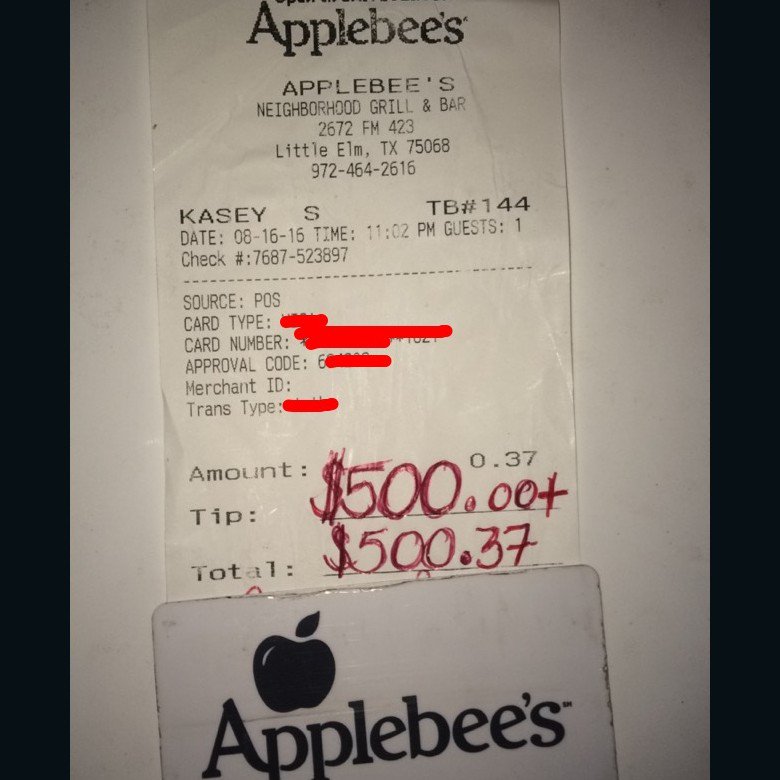 Applebee's
APPLEBEE'S
NEIGHBORHOOD GRILL & BAR
2672 FM 423
Little Elm, TX 75068
972-464-2616
KASEY S TB#144
DATE: 08-16-16 TIME: 11:02 PM GUESTS: 1
Check #:7687-523897
SOURCE: POS
CARD TYPE:
CARD NUMBER:
APPROVAL CODE:
Merchant ID:
Trans Type:
Amount: 0.37
Tip: $500.00+
Total: $500.37
Applebee's